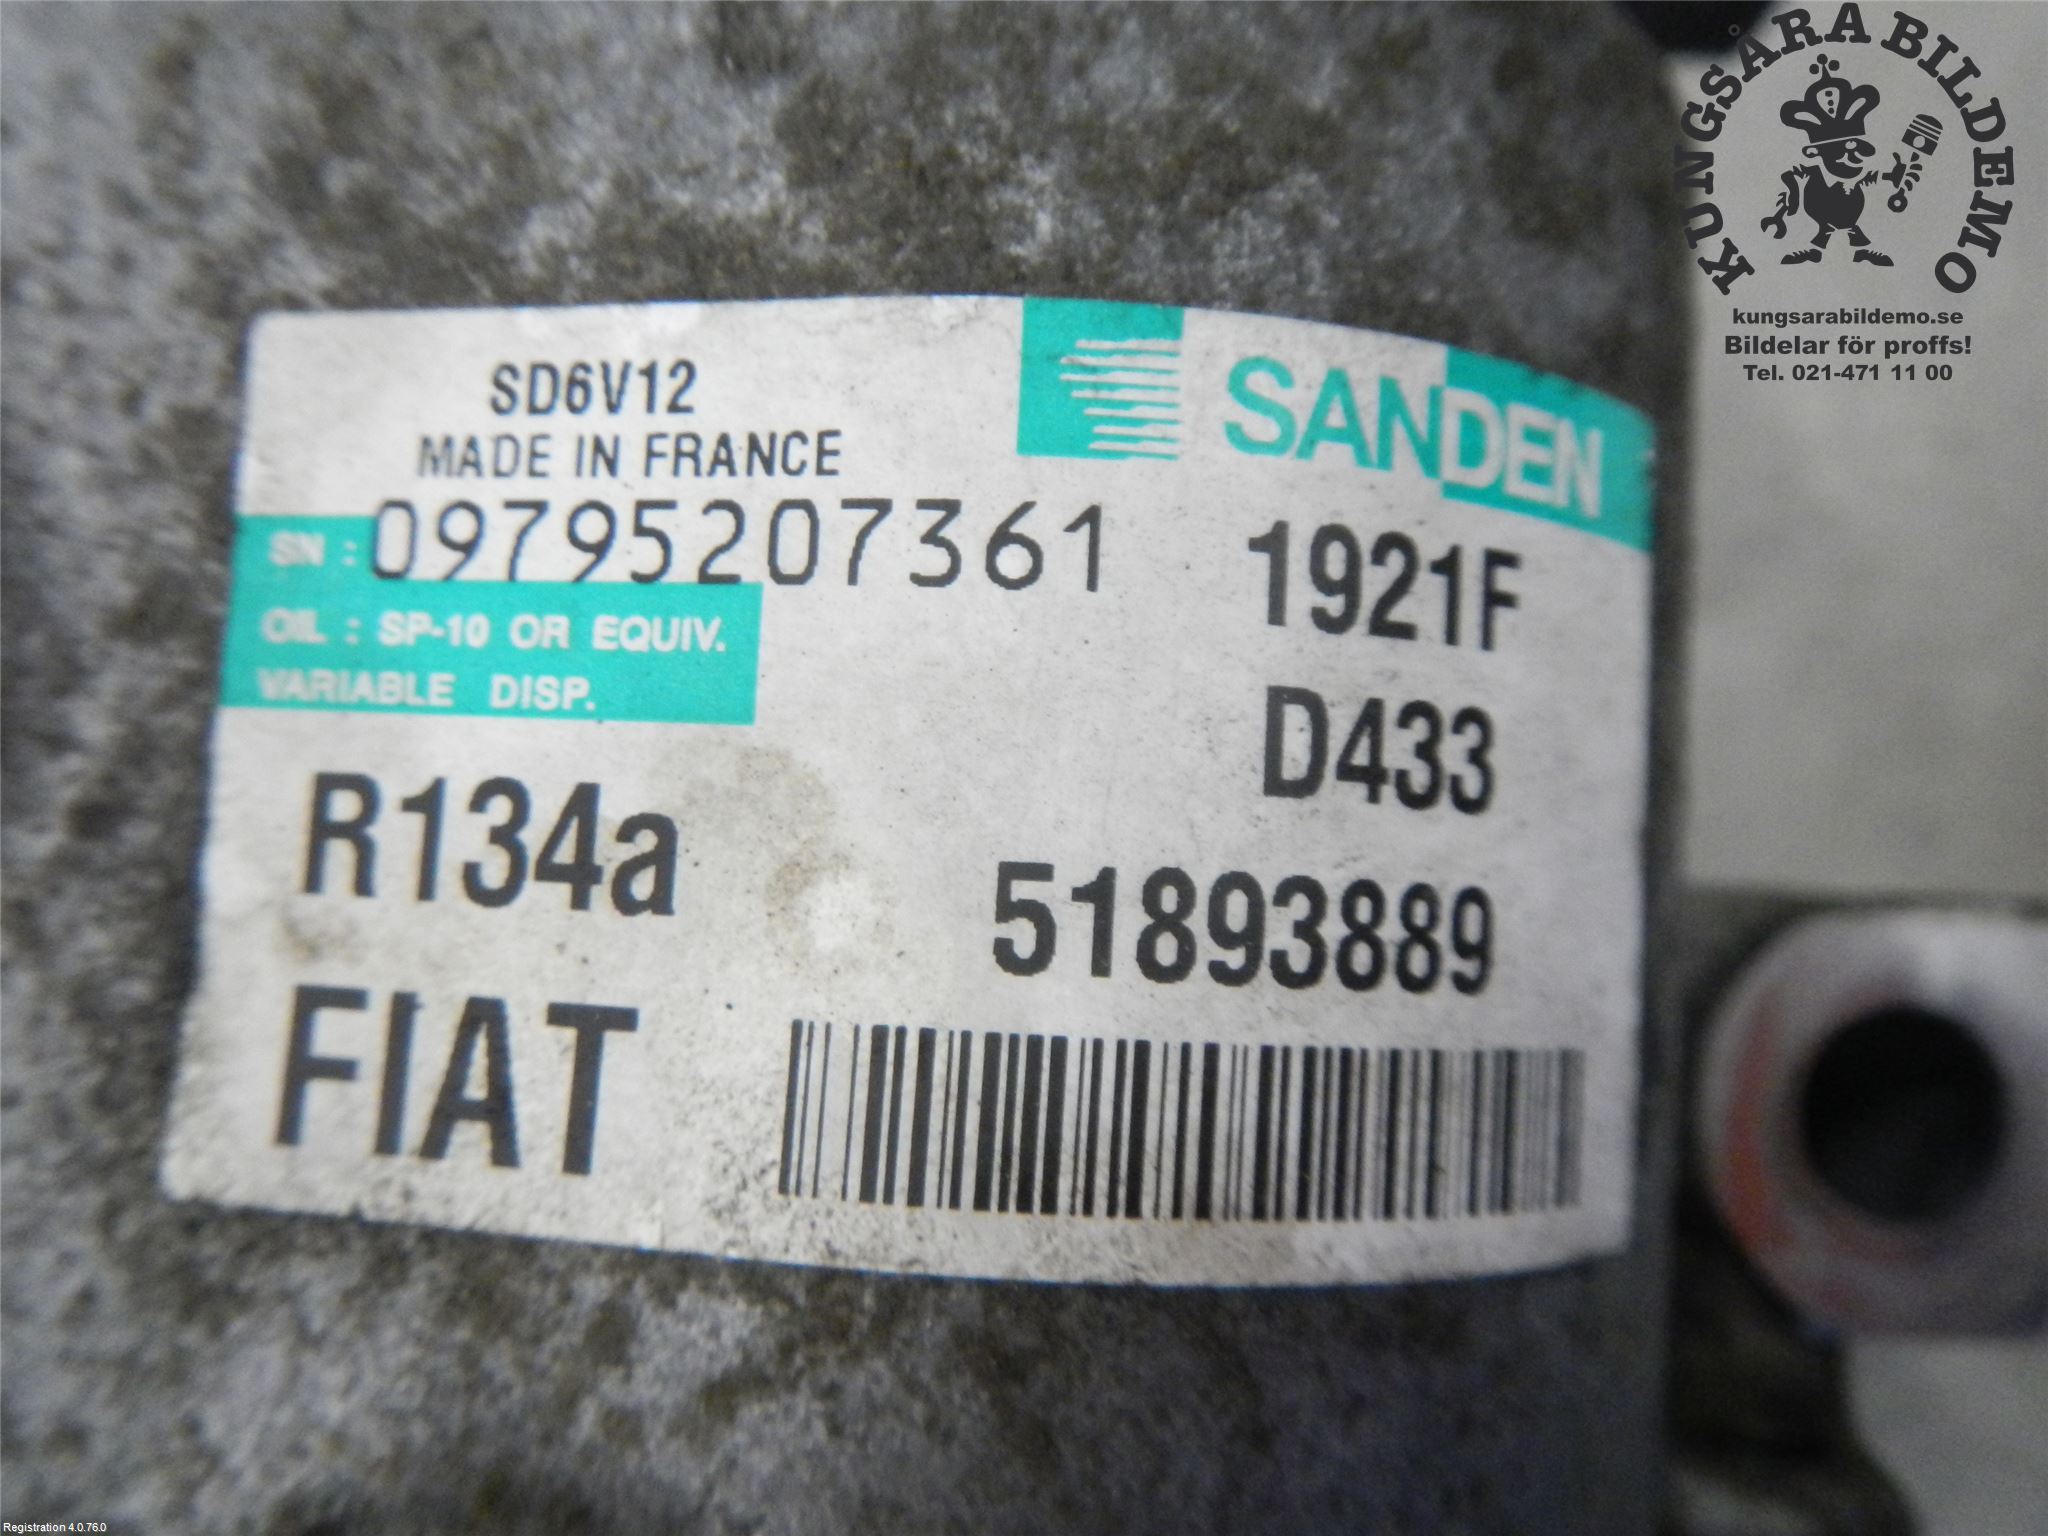 KUNGSÅRA BILDEMO
kungsarabildemo.se
Bildelar för proffs!
Tel. 021-471 11 00
SD6V12
MADE IN FRANCE
SANDEN
SN : 09795207361
1921F
OIL : SP-10 OR EQUIV.
VARIABLE DISP.
D433
R134a
51893889
FIAT
Registration 4.0.76.0